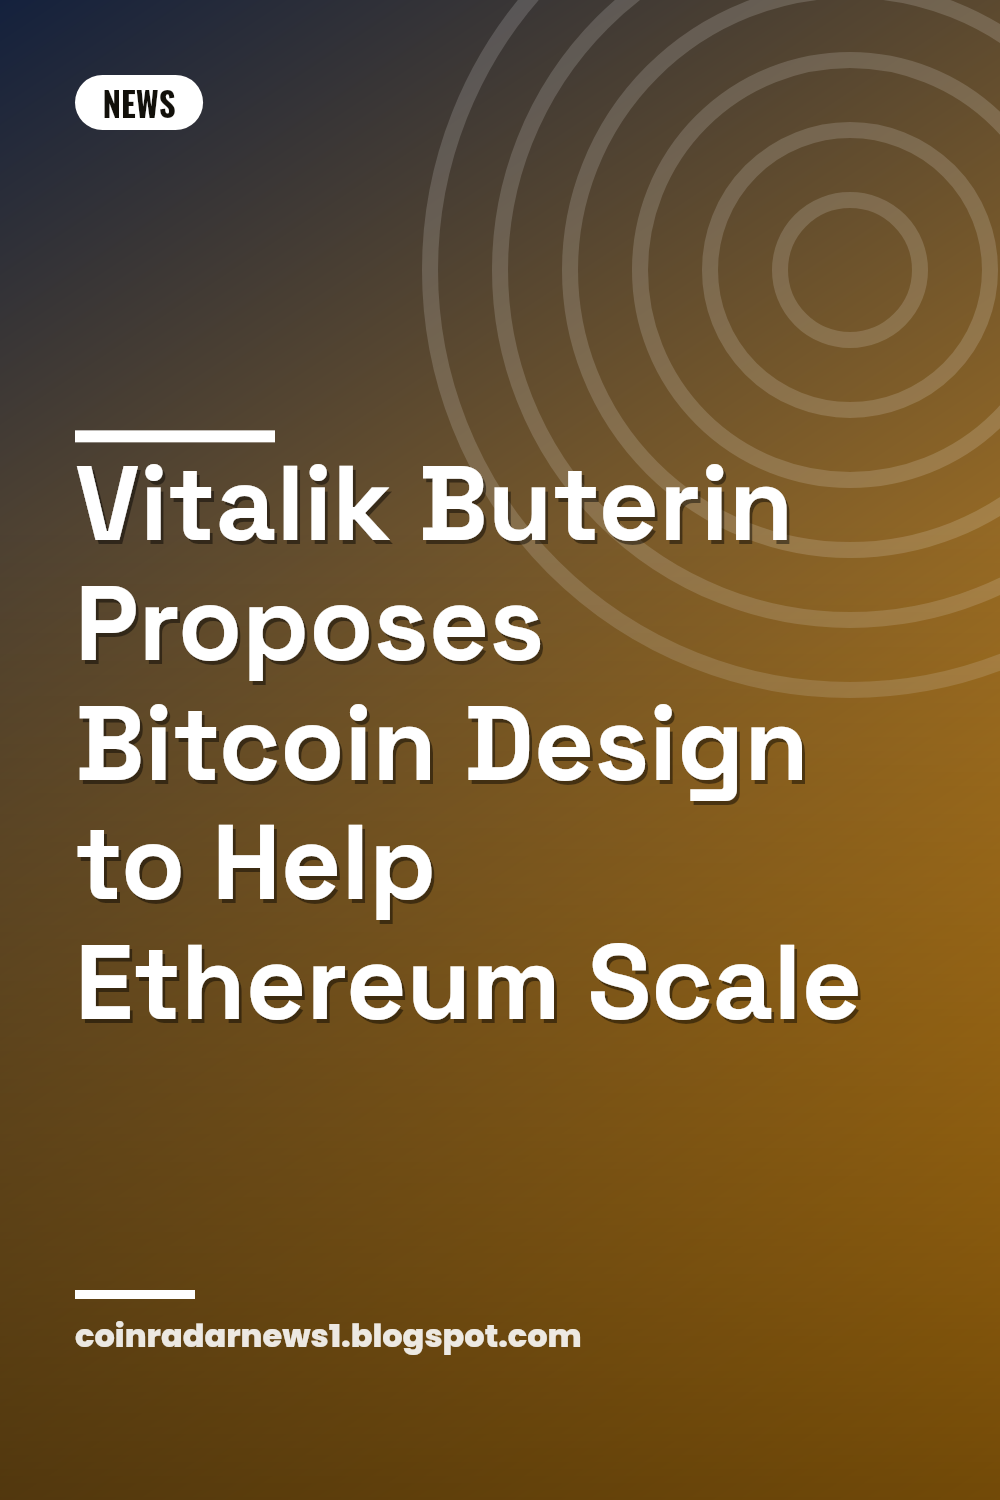 NEWS
Vitalik Buterin
Proposes
Bitcoin Design
to Help
Ethereum Scale
coinradarnews1.blogspot.com